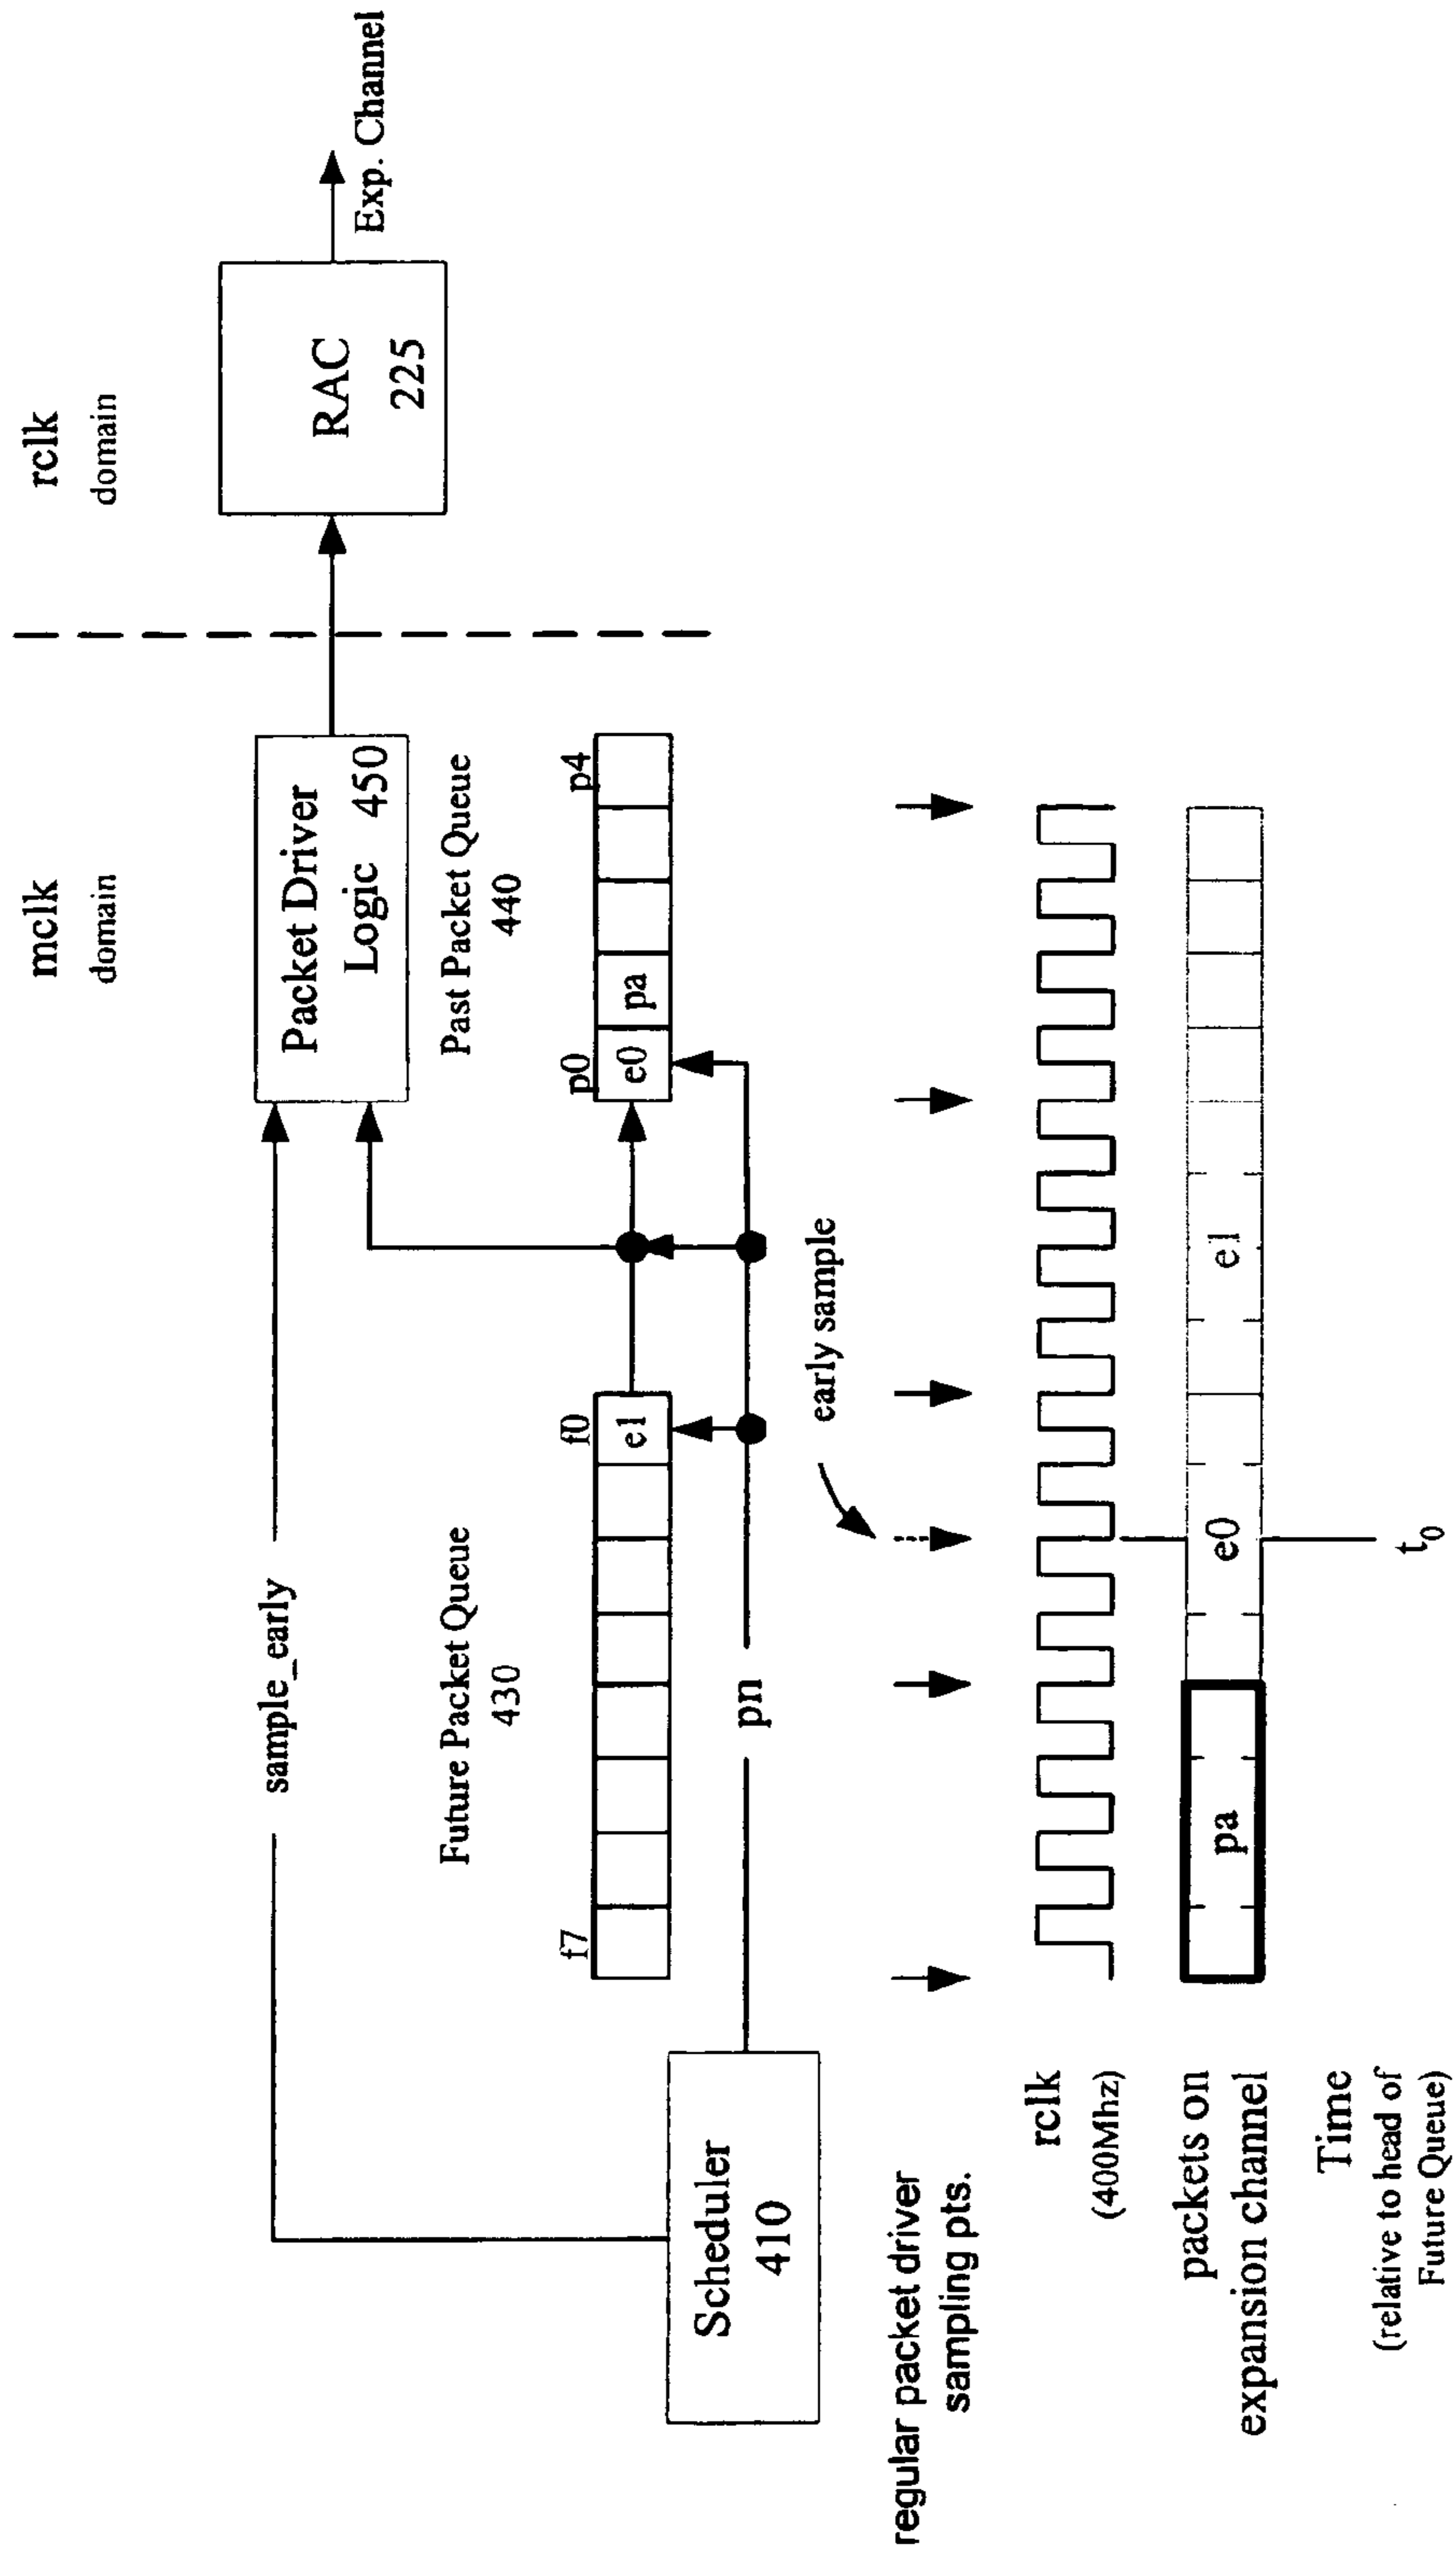 mclk
domain
rclk
domain
sample_early
Packet Driver
Logic 450
RAC
225
Exp. Channel
Future Packet Queue
430
Past Packet Queue
440
f7
f0
p0
p4
e1
e0
pa
Scheduler
410
pn
early sample
regular packet driver
sampling pts.
rclk
(400Mhz)
packets on
expansion channel
pa
e0
e1
Time
(relative to head of
Future Queue)
t0